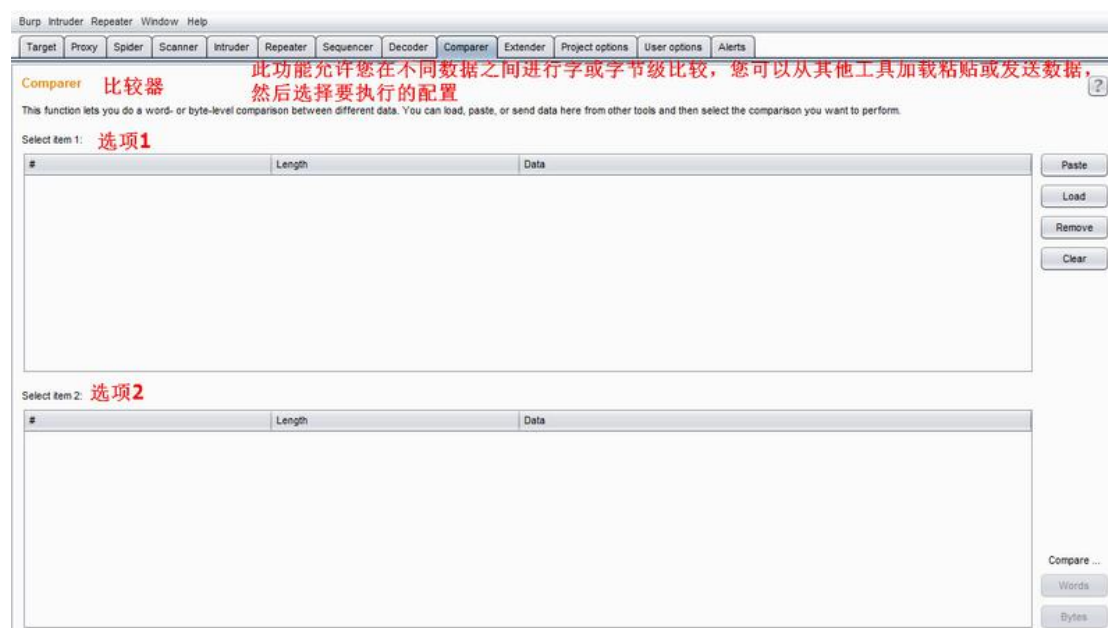 Burp Intruder Repeater Window Help
Target Proxy Spider Scanner Intruder Repeater Sequencer Decoder Comparer Extender Project options User options Alerts
此功能允许您在不同数据之间进行字或字节级比较，您可以从其他工具加载粘贴或发送数据，
Comparer 比较器 然后选择要执行的配置
?
This function lets you do a word- or byte-level comparison between different data. You can load, paste, or send data here from other tools and then select the comparison you want to perform.
Select item 1: 选项1
# Length Data
Paste
Load
Remove
Clear
Select item 2: 选项2
# Length Data
Compare ...
Words
Bytes